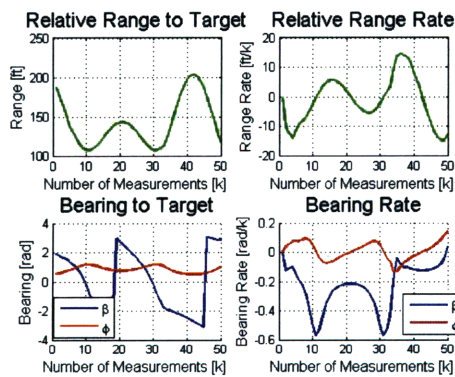 Relative Range to Target
Range [ft]
250
200
150
100
0 10 20 30 40 50
Number of Measurements [k]
Relative Range Rate
Range Rate [ft/k]
20
10
0
-10
-20
0 10 20 30 40 50
Number of Measurements [k]
Bearing to Target
Bearing [rad]
4
2
0
-2
-4
β
ϕ
0 10 20 30 40 50
Number of Measurements [k]
Bearing Rate
Bearing Rate [rad/k]
0.2
0
-0.2
-0.4
-0.6
β
0 10 20 30 40 50
Number of Measurements [k]